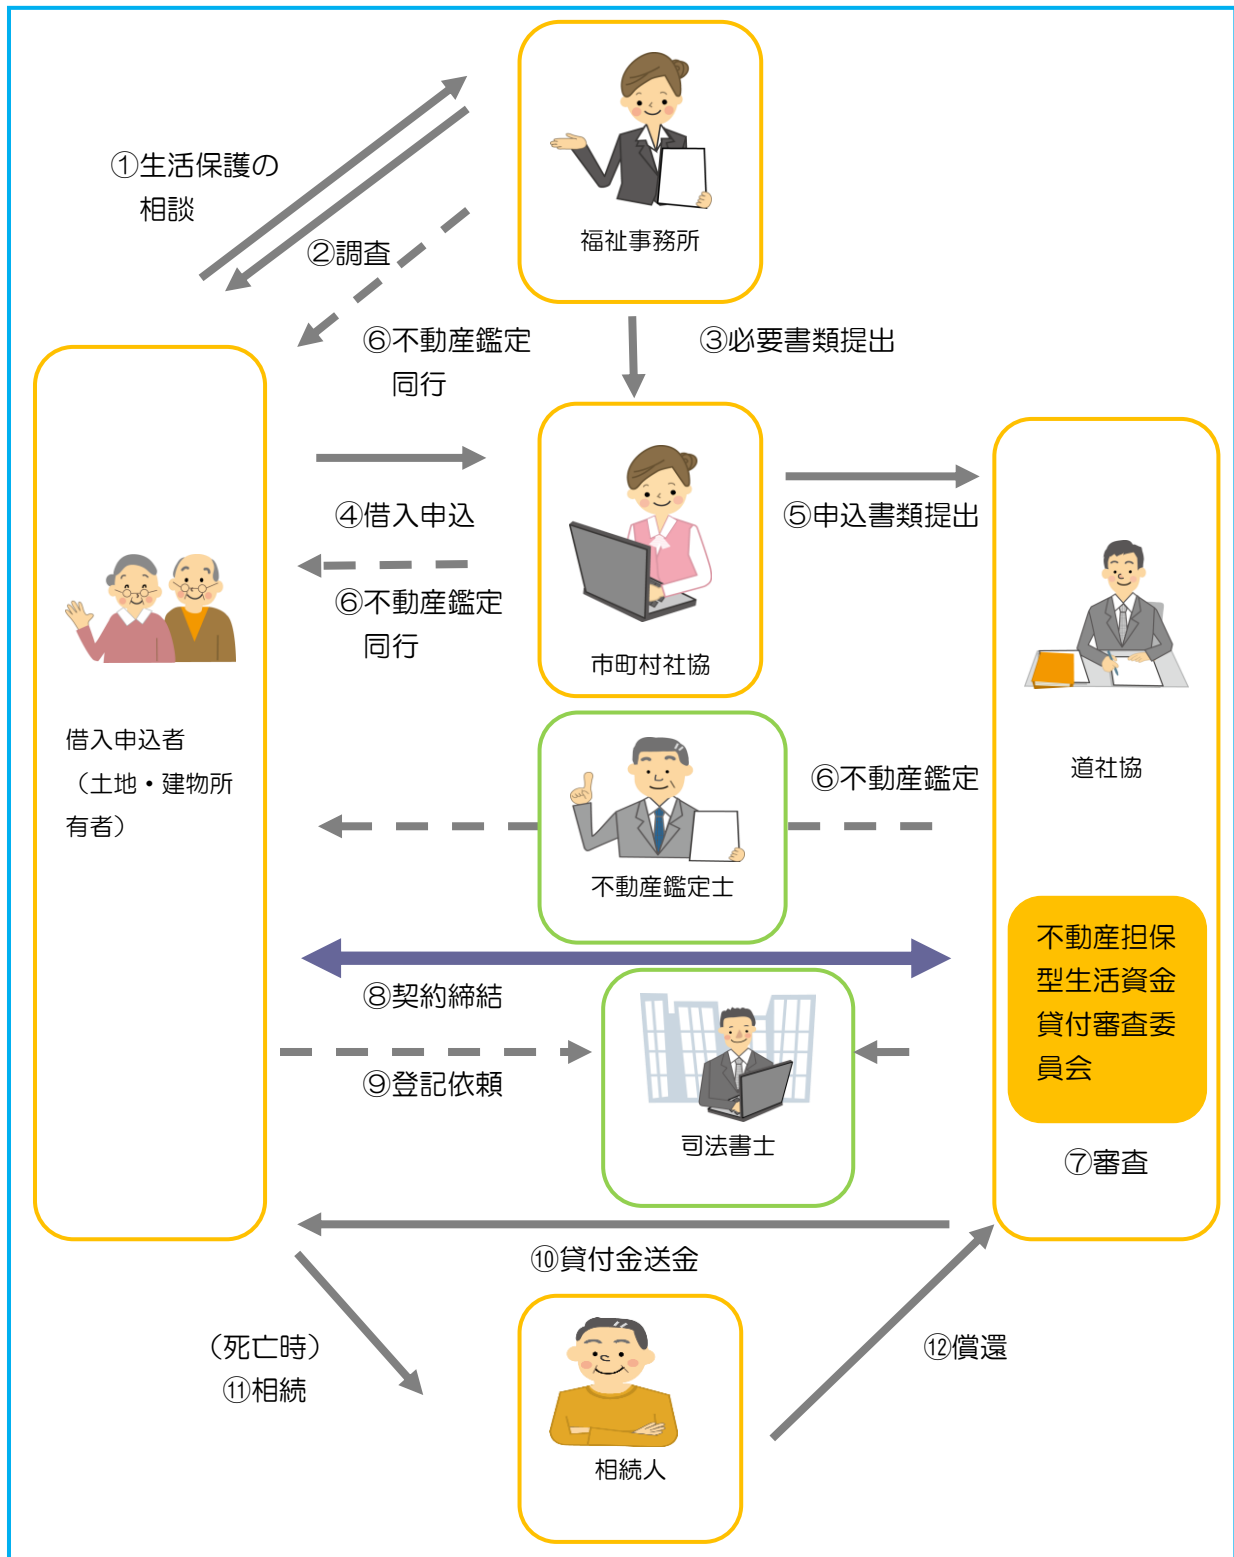 ①生活保護の
相談
②調査
福祉事務所
⑥不動産鑑定
同行
③必要書類提出
④借入申込
⑤申込書類提出
⑥不動産鑑定
同行
市町村社協
借入申込者
（土地・建物所
有者）
道社協
⑥不動産鑑定
不動産鑑定士
不動産担保
型生活資金
貸付審査委
員会
⑧契約締結
⑨登記依頼
司法書士
⑦審査
⑩貸付金送金
（死亡時）
⑪相続
⑫償還
相続人